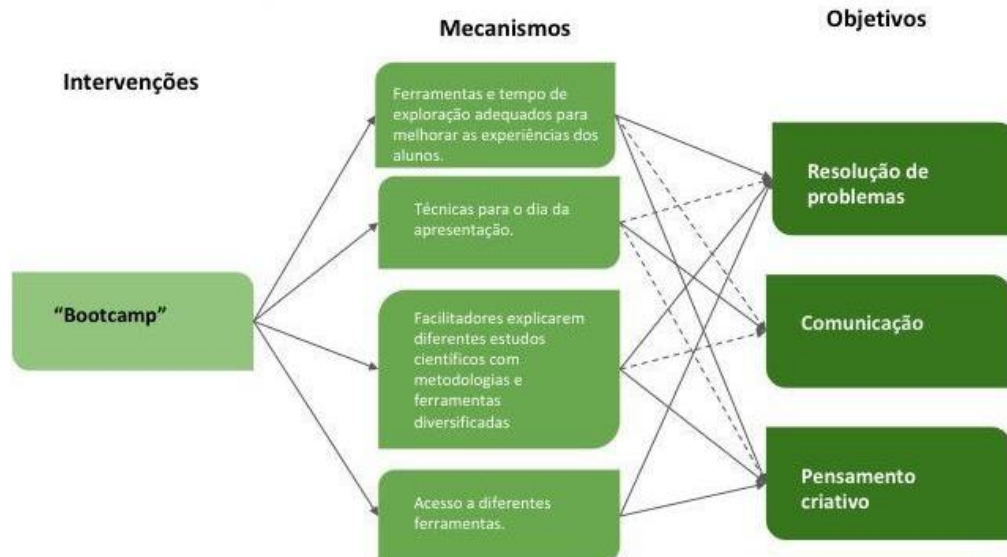 Intervenções
Mecanismos
Objetivos
“Bootcamp”
Ferramentas e tempo de
exploração adequados para
melhorar as experiências dos
alunos.
Técnicas para o dia da
apresentação.
Facilitadores explicarem
diferentes estudos
científicos com
metodologias e
ferramentas
diversificadas
Acesso a diferentes
ferramentas.
Resolução de
problemas
Comunicação
Pensamento
criativo